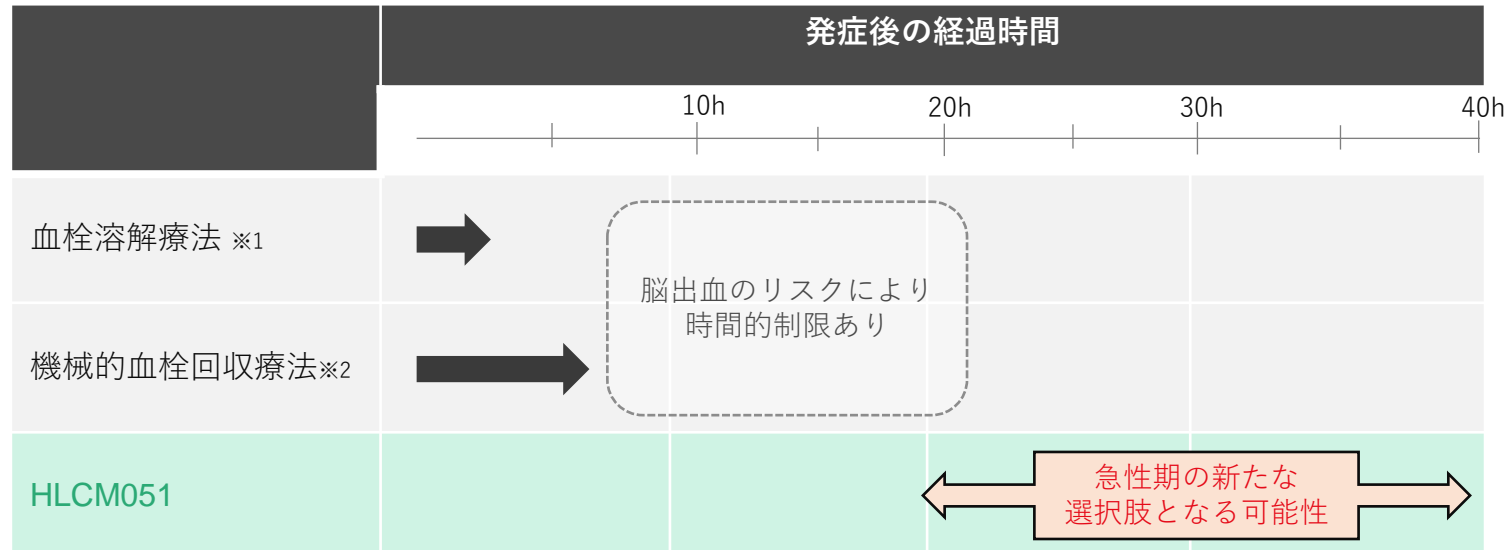 発症後の経過時間
10h
20h
30h
40h
血栓溶解療法 ※1
脳出血のリスクにより
時間的制限あり
機械的血栓回収療法※2
HLCM051
急性期の新たな
選択肢となる可能性